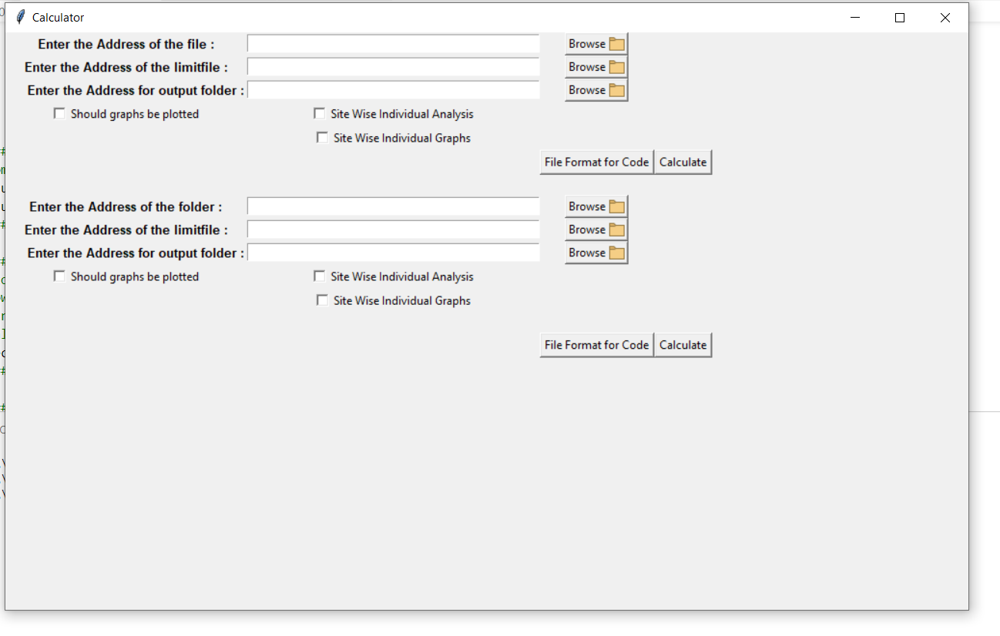 Calculator
Enter the Address of the file : Browse
Enter the Address of the limitfile : Browse
Enter the Address for output folder : Browse
Should graphs be plotted Site Wise Individual Analysis
Site Wise Individual Graphs
File Format for Code Calculate
Enter the Address of the folder : Browse
Enter the Address of the limitfile : Browse
Enter the Address for output folder : Browse
Should graphs be plotted Site Wise Individual Analysis
Site Wise Individual Graphs
File Format for Code Calculate